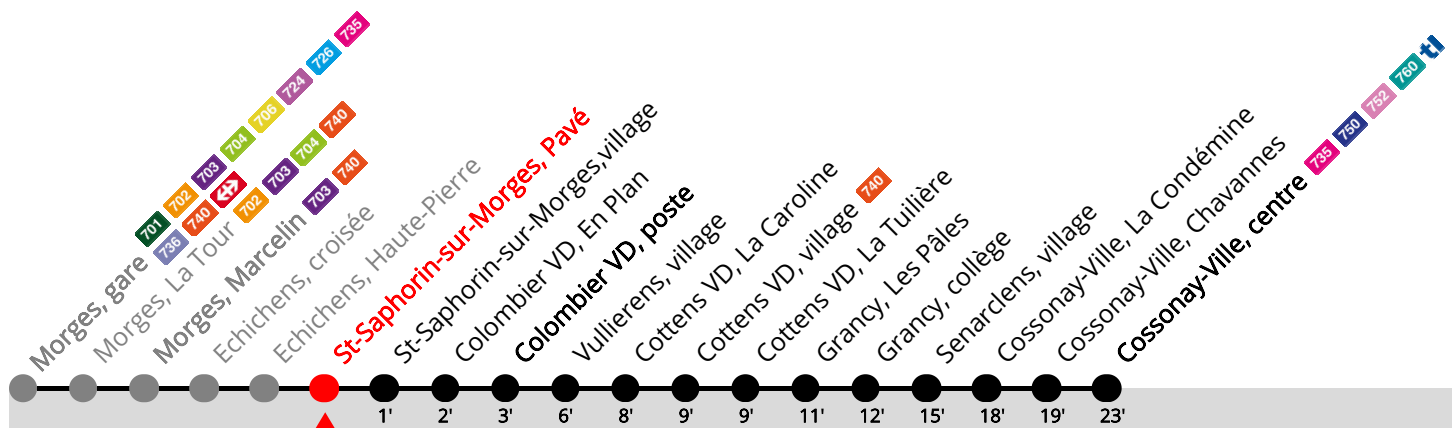 Morges, gare 701 702 703 704 706 724 726 735
736 740
Morges, La Tour 702 703 704 740
Morges, Marcelin 703 740
Echichens, croisée
Echichens, Haute-Pierre
St-Saphorin-sur-Morges, Pavé
St-Saphorin-sur-Morges,village
Colombier VD, En Plan
Colombier VD, poste
Vullierens, village
Cottens VD, La Caroline
Cottens VD, village 740
Cottens VD, La Tuilière
Grancy, Les Pâles
Grancy, collège
Senarclens, village
Cossonay-Ville, La Condémine
Cossonay-Ville, Chavannes
Cossonay-Ville, centre 735 750 752 760 tl
1' 2' 3' 6' 8' 9' 9' 11' 12' 15' 18' 19' 23'